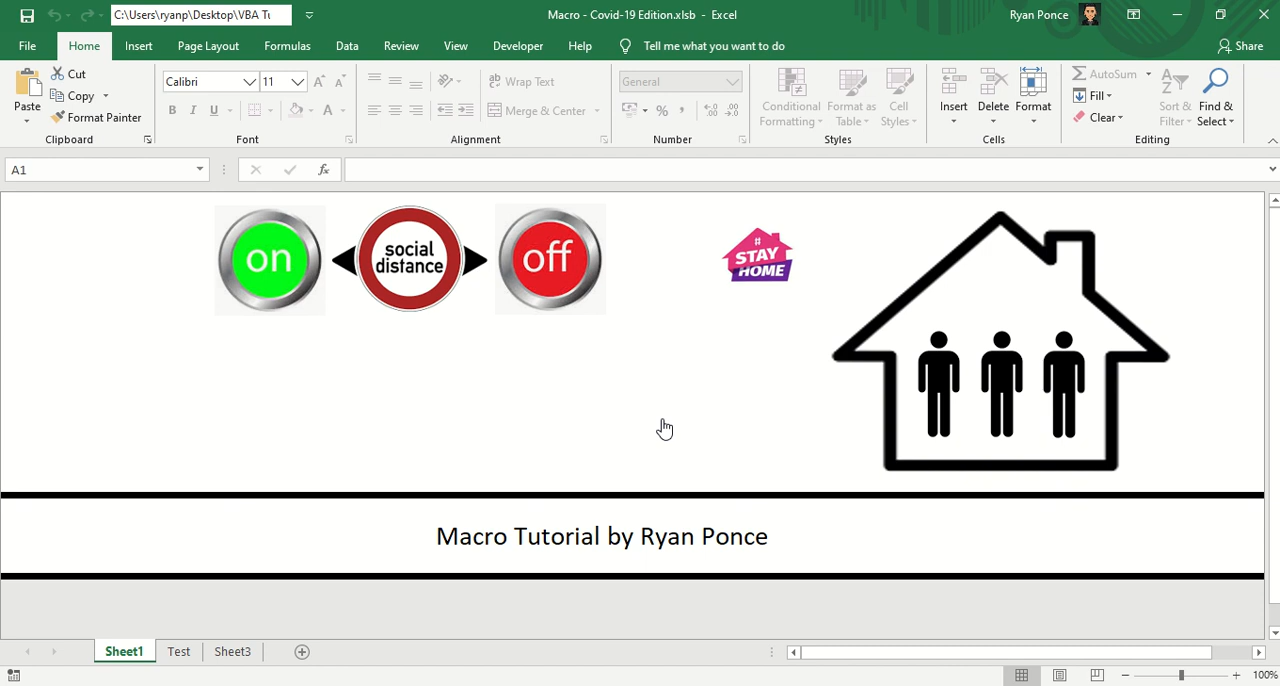 C:\Users\ryanp\Desktop\VBA Tu
Macro - Covid-19 Edition.xlsb - Excel
Ryan Ponce
File Home Insert Page Layout Formulas Data Review View Developer Help Tell me what you want to do Share
Paste
Cut
Copy
Format Painter
Clipboard
Calibri 11
B I U A
Font
Wrap Text
Merge & Center
Alignment
General
%
Number
Conditional Formatting
Format as Table
Cell Styles
Styles
Insert Delete Format
Cells
AutoSum
Fill
Clear
Sort & Filter
Find & Select
Editing
A1 fx
on
social
distance
off
#
STAY
HOME
Macro Tutorial by Ryan Ponce
Sheet1 Test Sheet3
100%